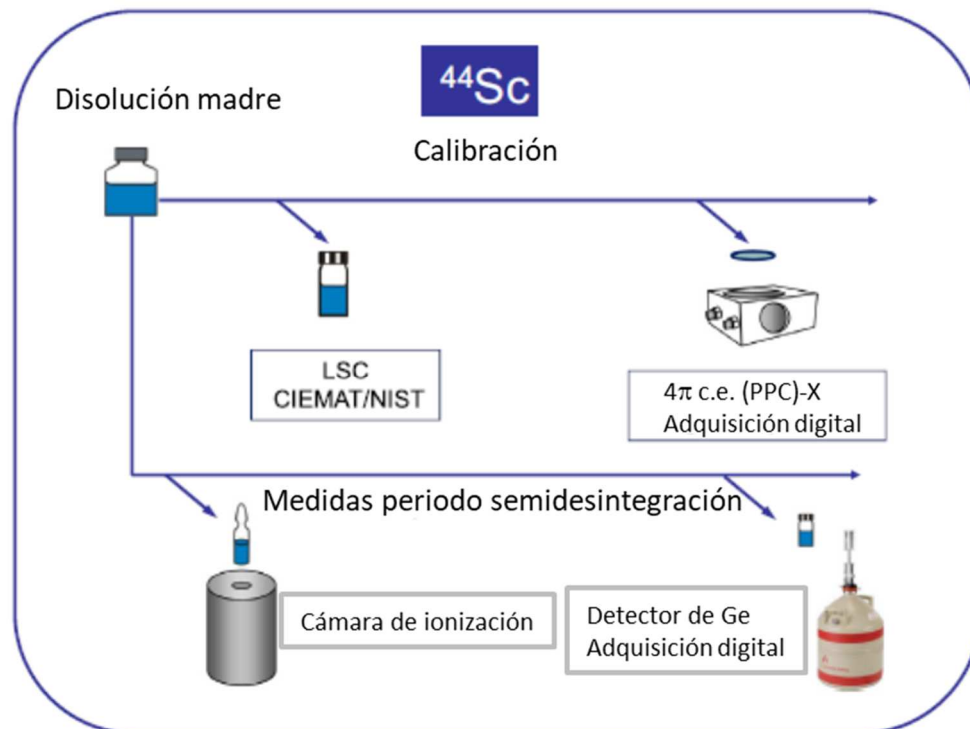 ⁴⁴Sc
Disolución madre
Calibración
LSC
CIEMAT/NIST
4π c.e. (PPC)-X
Adquisición digital
Medidas periodo semidesintegración
Cámara de ionización
Detector de Ge
Adquisición digital